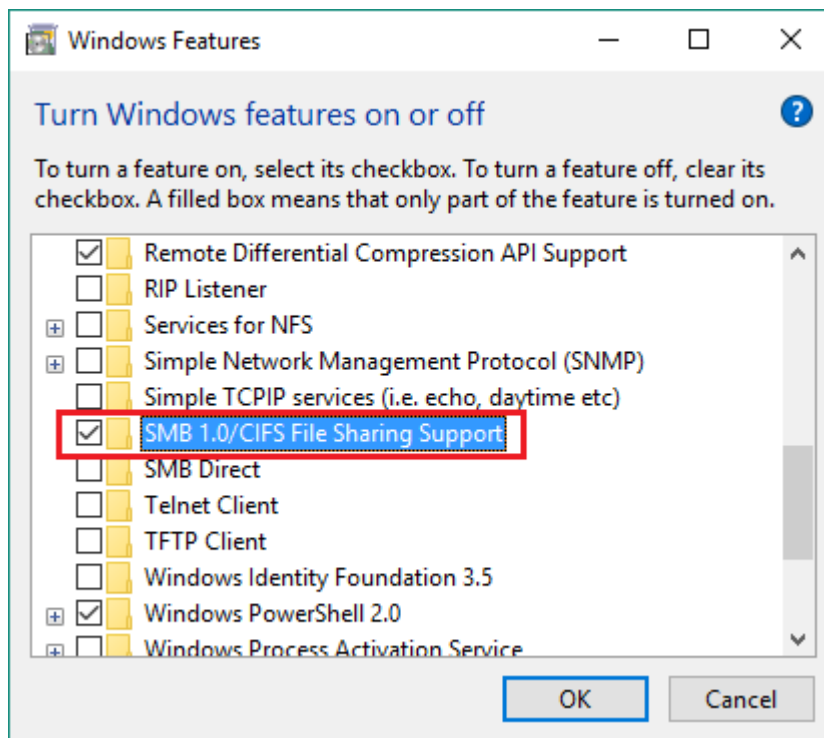 Windows Features
Turn Windows features on or off
?
To turn a feature on, select its checkbox. To turn a feature off, clear its
checkbox. A filled box means that only part of the feature is turned on.
Remote Differential Compression API Support
RIP Listener
Services for NFS
Simple Network Management Protocol (SNMP)
Simple TCPIP services (i.e. echo, daytime etc)
SMB 1.0/CIFS File Sharing Support
SMB Direct
Telnet Client
TFTP Client
Windows Identity Foundation 3.5
Windows PowerShell 2.0
Windows Process Activation Service
OK Cancel